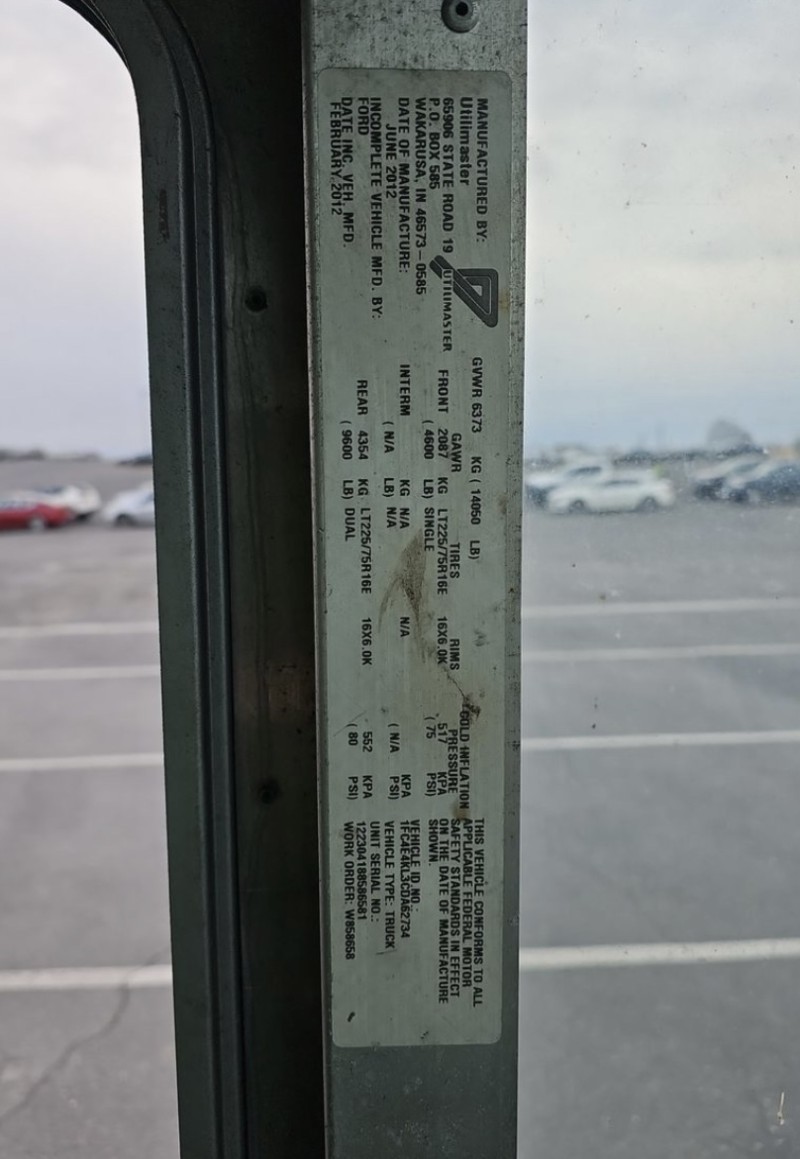 MANUFACTURED BY:
Utilimaster
65906 STATE ROAD 19
P.O. BOX 585
WAKARUSA, IN 46573-0585
DATE OF MANUFACTURE:
JUNE 2012
INCOMPLETE VEHICLE MFD. BY:
FORD
DATE INC. VEH. MFD.
FEBRUARY 2012
UTILIMASTER
GVWR 6373 KG ( 14050 LB)
GAWR TIRES RIMS COLD INFLATION PRESSURE
FRONT 2087 KG LT225/75R16E 16X6.0K 517 KPA
( 4600 LB) SINGLE ( 75 PSI)
INTERM KG N/A N/A KPA
( N/A LB) N/A ( N/A PSI)
REAR 4354 KG LT225/75R16E 16X6.0K 552 KPA
( 9600 LB) DUAL ( 80 PSI)
THIS VEHICLE CONFORMS TO ALL
APPLICABLE FEDERAL MOTOR
SAFETY STANDARDS IN EFFECT
ON THE DATE OF MANUFACTURE
SHOWN.
VEHICLE ID NO.:
1FC4E4KL3CDA62734
VEHICLE TYPE: TRUCK
UNIT SERIAL NO.:
122304188586581
WORK ORDER: W858658